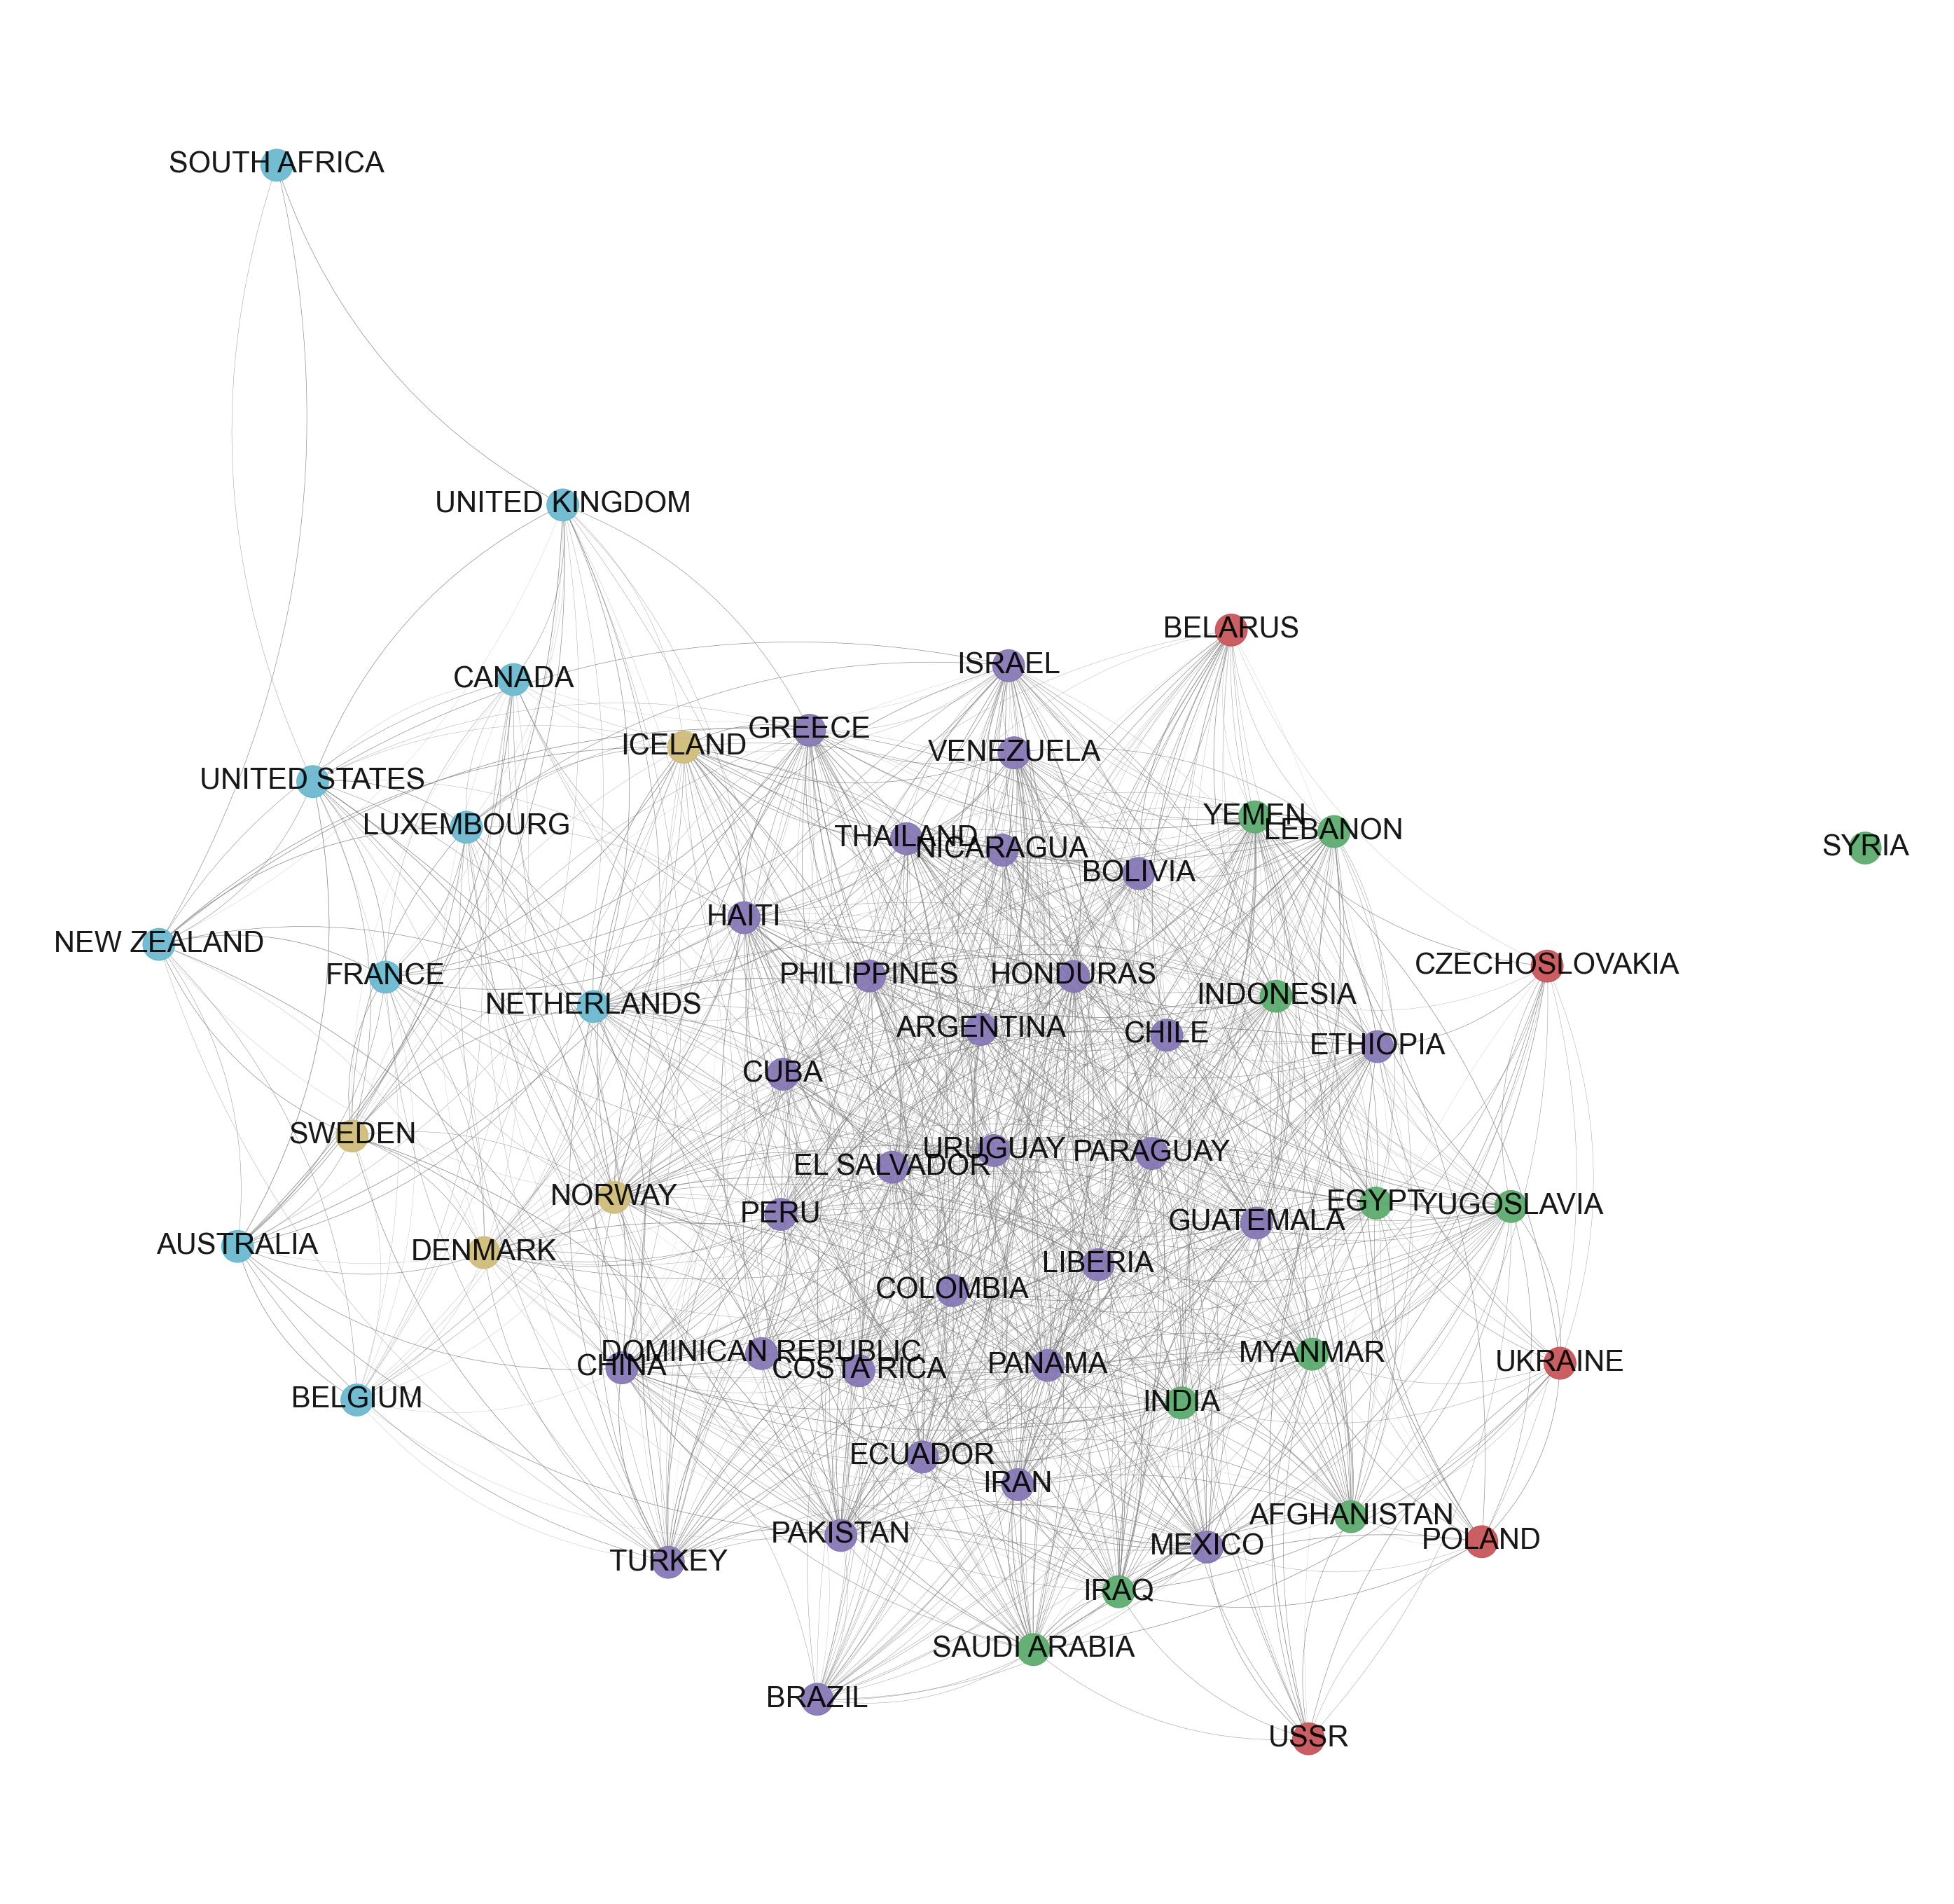 SOUTH AFRICA
UNITED KINGDOM
BELARUS
ISRAEL
CANADA
GREECE
ICELAND
VENEZUELA
UNITED STATES
YEMEN
LUXEMBOURG
LEBANON
THAILAND
NICARAGUA
SYRIA
BOLIVIA
HAITI
NEW ZEALAND
CZECHOSLOVAKIA
FRANCE
PHILIPPINES
HONDURAS
INDONESIA
NETHERLANDS
ARGENTINA
CHILE
ETHIOPIA
CUBA
SWEDEN
URUGUAY
PARAGUAY
EL SALVADOR
NORWAY
EGYPT
YUGOSLAVIA
PERU
GUATEMALA
AUSTRALIA
DENMARK
LIBERIA
COLOMBIA
DOMINICAN REPUBLIC
MYANMAR
UKRAINE
CHINA
COSTA RICA
PANAMA
BELGIUM
INDIA
ECUADOR
IRAN
AFGHANISTAN
PAKISTAN
POLAND
MEXICO
TURKEY
IRAQ
SAUDI ARABIA
BRAZIL
USSR